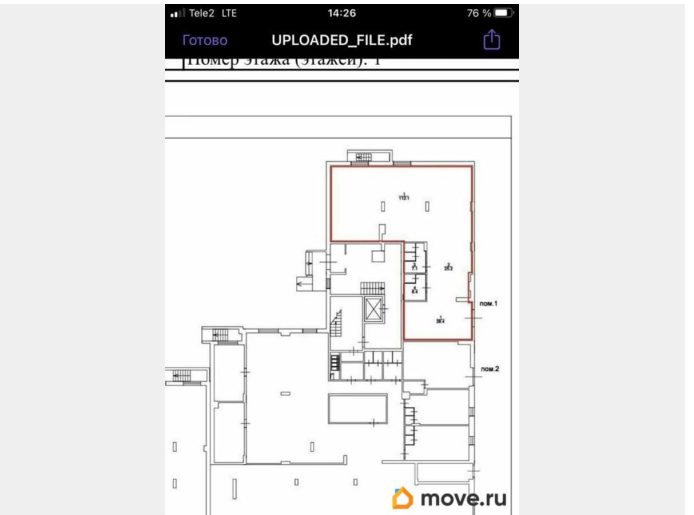 Tele2 LTE 14:26 76 %
Готово UPLOADED_FILE.pdf
Номер этажа (этажей): 1
пом.1
пом.2
move.ru